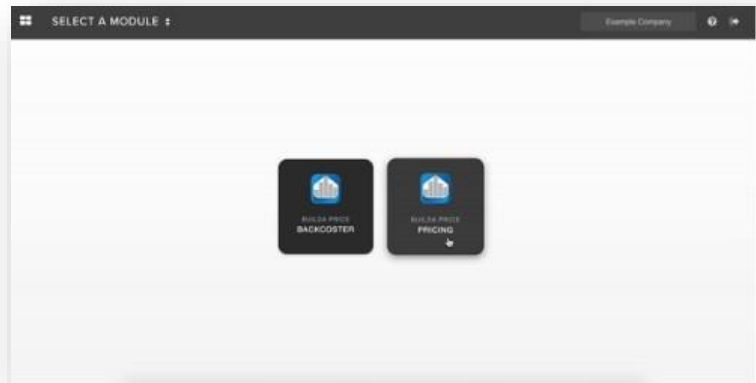 SELECT A MODULE
Example Company
BUILDA PRICE
BACKCOSTER
BUILDA PRICE
PRICING